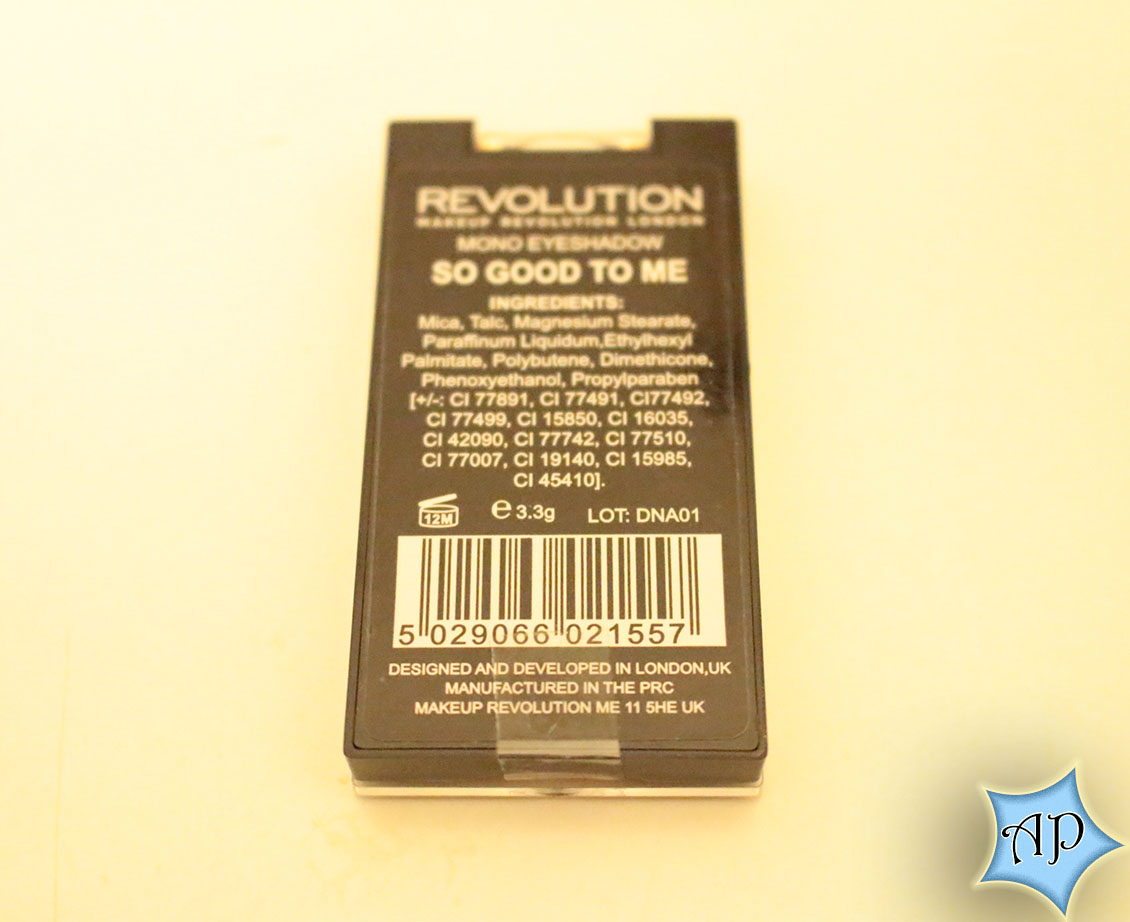 REVOLUTION
MAKEUP REVOLUTION LONDON
MONO EYESHADOW
SO GOOD TO ME
INGREDIENTS:
Mica, Talc, Magnesium Stearate,
Paraffinum Liquidum,Ethylhexyl
Palmitate, Polybutene, Dimethicone,
Phenoxyethanol, Propylparaben
[+/-: CI 77891, CI 77491, CI77492,
CI 77499, CI 15850, CI 16035,
CI 42090, CI 77742, CI 77510,
CI 77007, CI 19140, CI 15985,
CI 45410].
12M e 3.3g LOT: DNA01
5 029066 021557
DESIGNED AND DEVELOPED IN LONDON,UK
MANUFACTURED IN THE PRC
MAKEUP REVOLUTION ME 11 5HE UK
AP